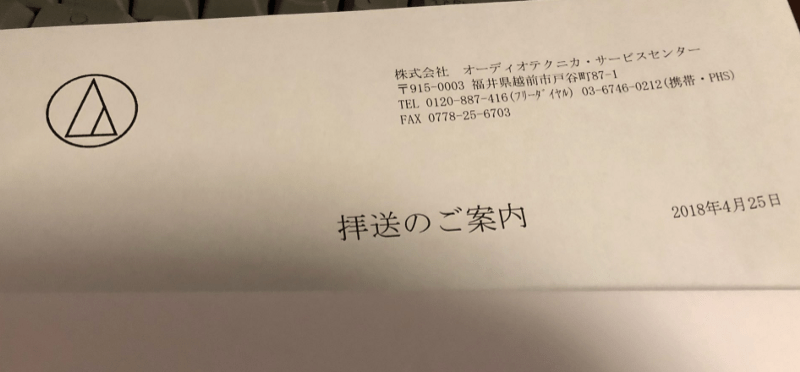 株式会社　オーディオテクニカ・サービスセンター
〒915-0003 福井県越前市戸谷町87-1
TEL 0120-887-416(ﾌﾘｰﾀﾞｲﾔﾙ) 03-6746-0212(携帯・PHS)
FAX 0778-25-6703
拝送のご案内
2018年4月25日